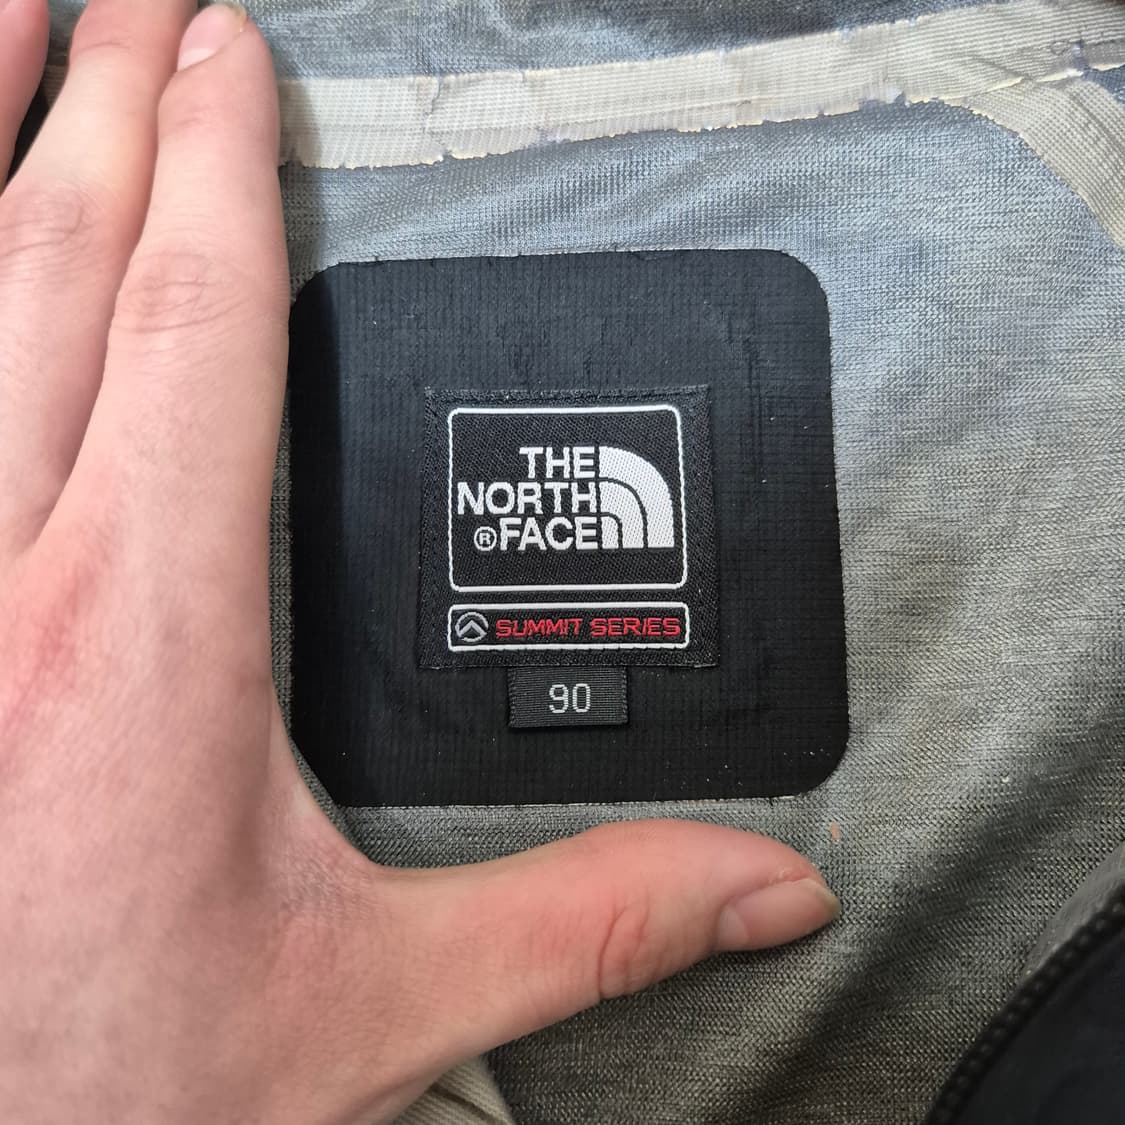 THE
NORTH
®FACE
SUMMIT SERIES
90